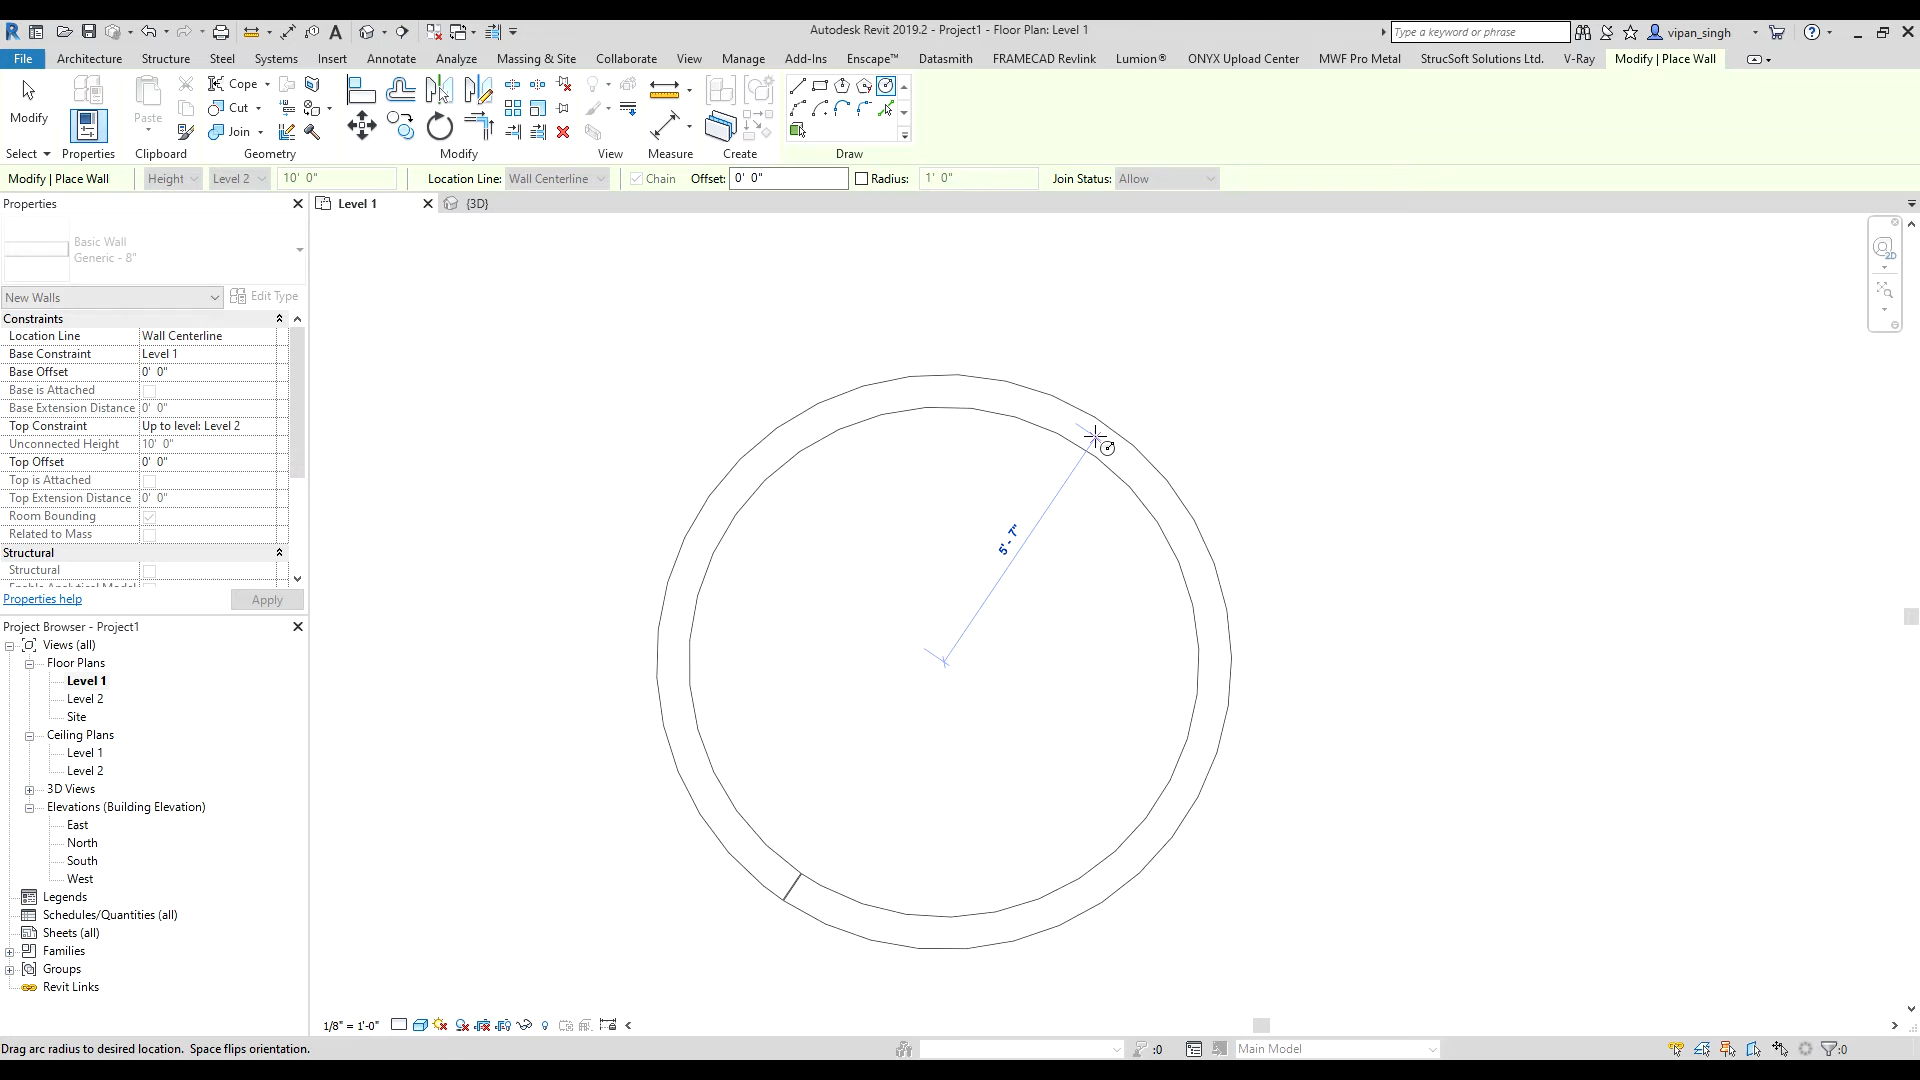 Autodesk Revit 2019.2 - Project1 - Floor Plan: Level 1
Type a keyword or phrase
vipan_singh
File
Architecture
Structure
Steel
Systems
Insert
Annotate
Analyze
Massing & Site
Collaborate
View
Manage
Add-Ins
Enscape™
Datasmith
FRAMECAD Revlink
Lumion®
ONYX Upload Center
MWF Pro Metal
StrucSoft Solutions Ltd.
V-Ray
Modify | Place Wall
Modify
Paste
Cope
Cut
Join
Select
Properties
Clipboard
Geometry
Modify
View
Measure
Create
Draw
Modify | Place Wall
Height
Level 2
10' 0"
Location Line:
Wall Centerline
Chain
Offset:
0' 0"
Radius:
1' 0"
Join Status:
Allow
Properties
Level 1
{3D}
Basic Wall
Generic - 8"
New Walls
Edit Type
Constraints
Location Line Wall Centerline
Base Constraint Level 1
Base Offset 0' 0"
Base is Attached
Base Extension Distance 0' 0"
Top Constraint Up to level: Level 2
Unconnected Height 10' 0"
Top Offset 0' 0"
Top is Attached
Top Extension Distance 0' 0"
Room Bounding
Related to Mass
Structural
Structural
Enable Analytical Model
Properties help
Apply
5' - 7"
2D
Project Browser - Project1
Views (all)
Floor Plans
Level 1
Level 2
Site
Ceiling Plans
Level 1
Level 2
3D Views
Elevations (Building Elevation)
East
North
South
West
Legends
Schedules/Quantities (all)
Sheets (all)
Families
Groups
Revit Links
1/8" = 1'-0"
Drag arc radius to desired location. Space flips orientation.
:0
Main Model
:0